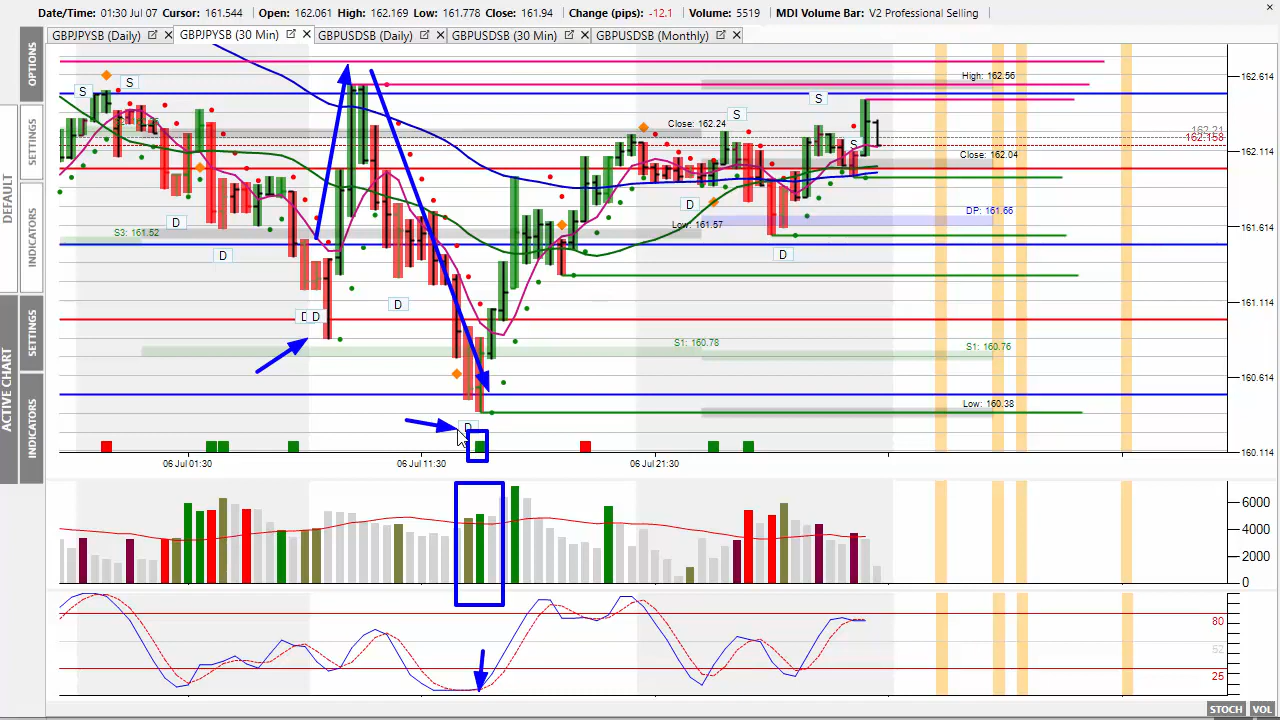 Date/Time: 01:30 Jul 07 Cursor: 161.544 Open: 162.061 High: 162.169 Low: 161.778 Close: 161.94 Change (pips): -12.1 Volume: 5519 MDI Volume Bar: V2 Professional Selling
GBPJPYSB (Daily) GBPJPYSB (30 Min) GBPUSDSB (Daily) GBPUSDSB (30 Min) GBPUSDSB (Monthly)
OPTIONS
SETTINGS
INDICATORS
DEFAULT
SETTINGS
INDICATORS
ACTIVE CHART
S S
High: 162.56
162.614
S S
Close: 162.24
162.21
162.158
S
Close: 162.04
162.114
D
DP: 161.66
D
Low: 161.57
161.614
S3: 161.52
D
D
D
161.114
D D
S1: 160.78
S1: 160.76
160.614
Low: 160.38
D
160.114
06 Jul 01:30 06 Jul 11:30 06 Jul 21:30
6000
4000
2000
0
80
52
25
STOCH VOL